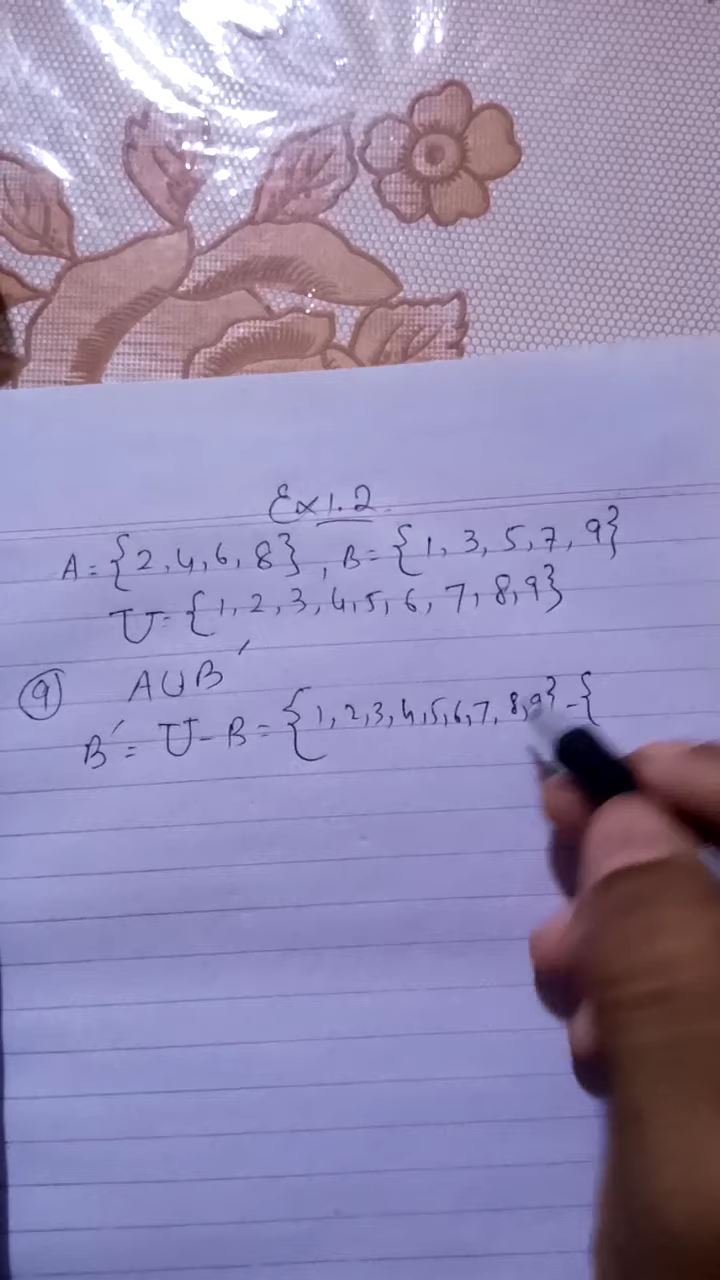 Ex 1.2
A = {2, 4, 6, 8}, B = {1, 3, 5, 7, 9}
U = {1, 2, 3, 4, 5, 6, 7, 8, 9}
(9) A∪B′
B′ = U - B = {1, 2, 3, 4, 5, 6, 7, 8, 9} - {